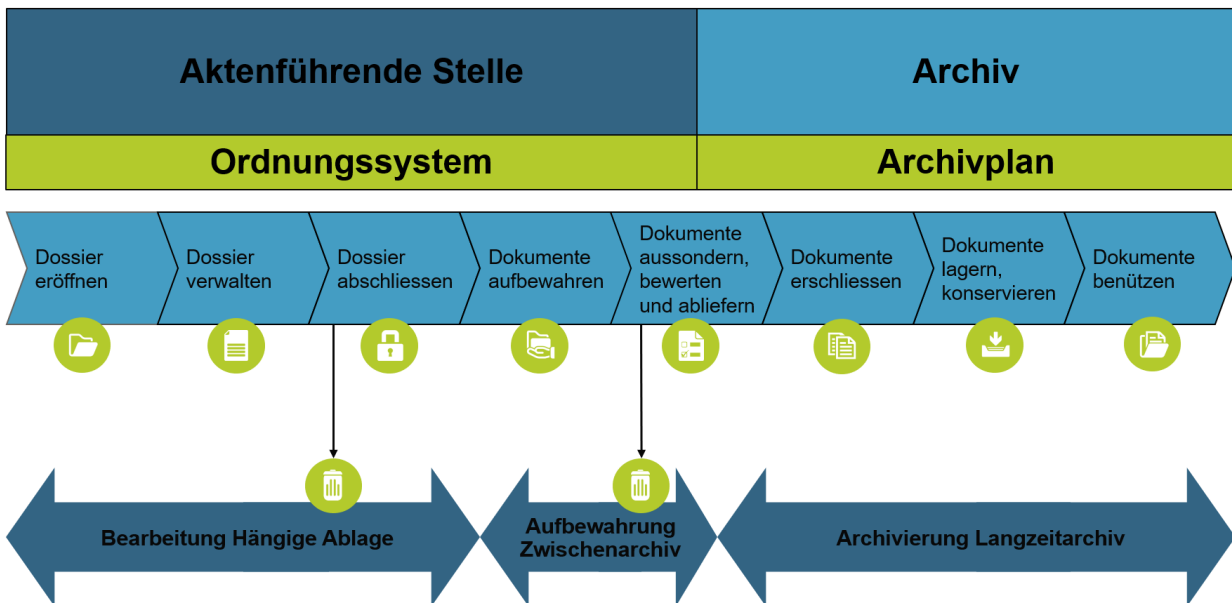 Aktenführende Stelle
Archiv
Ordnungssystem
Archivplan
Dossier
eröffnen
Dossier
verwalten
Dossier
abschliessen
Dokumente
aufbewahren
Dokumente
aussondern,
bewerten
und abliefern
Dokumente
erschliessen
Dokumente
lagern,
konservieren
Dokumente
benützen
Bearbeitung Hängige Ablage
Aufbewahrung
Zwischenarchiv
Archivierung Langzeitarchiv